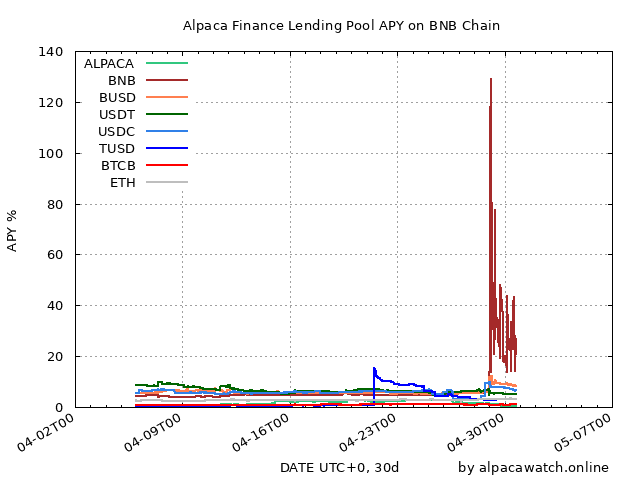 Alpaca Finance Lending Pool APY on BNB Chain
140
120
100
80
60
40
20
0
APY %
ALPACA
BNB
BUSD
USDT
USDC
TUSD
BTCB
ETH
04-02T00 04-09T00 04-16T00 04-23T00 04-30T00 05-07T00
DATE UTC+0, 30d by alpacawatch.online